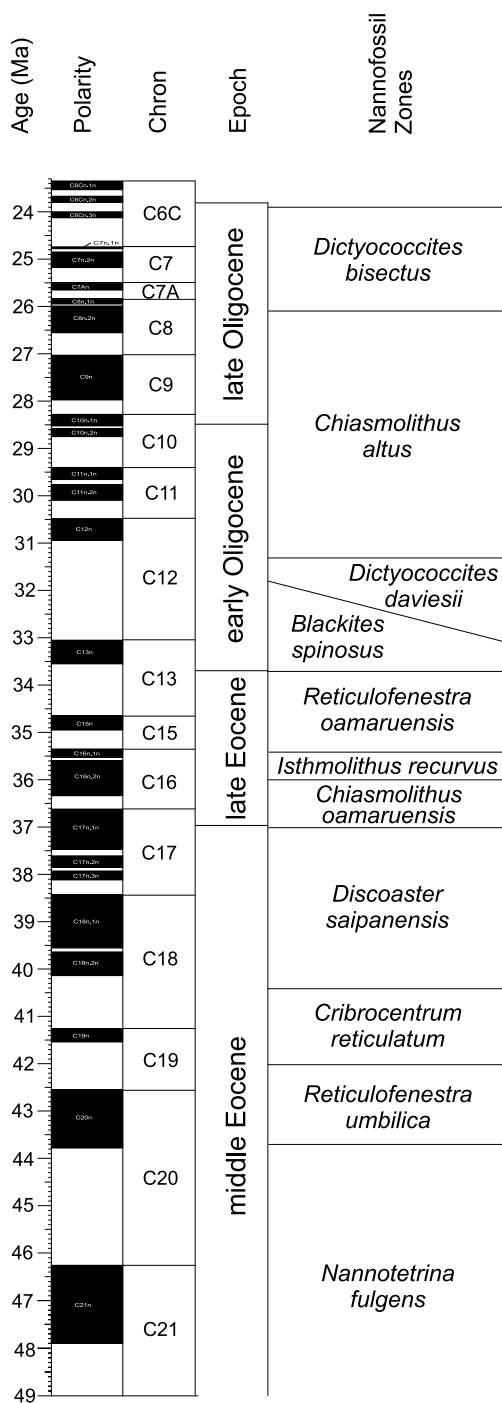 Age (Ma)
Polarity
Chron
Epoch
Nannofossil
Zones
24
25
26
27
28
29
30
31
32
33
34
35
36
37
38
39
40
41
42
43
44
45
46
47
48
49
C6Cn.1n
C6Cn.2n
C6Cn.3n
C7n.1n
C7n.2n
C7An
C8n.1n
C8n.2n
C9n
C10n.1n
C10n.2n
C11n.1n
C11n.2n
C12n
C13n
C15n
C16n.1n
C16n.2n
C17n.1n
C17n.2n
C17n.3n
C18n.1n
C18n.2n
C19n
C20n
C21n
C6C
C7
C7A
C8
C9
C10
C11
C12
C13
C15
C16
C17
C18
C19
C20
C21
late Oligocene
early Oligocene
late Eocene
middle Eocene
Dictyococcites
bisectus
Chiasmolithus
altus
Dictyococcites
daviesii
Blackites
spinosus
Reticulofenestra
oamaruensis
Isthmolithus recurvus
Chiasmolithus
oamaruensis
Discoaster
saipanensis
Cribrocentrum
reticulatum
Reticulofenestra
umbilica
Nannotetrina
fulgens